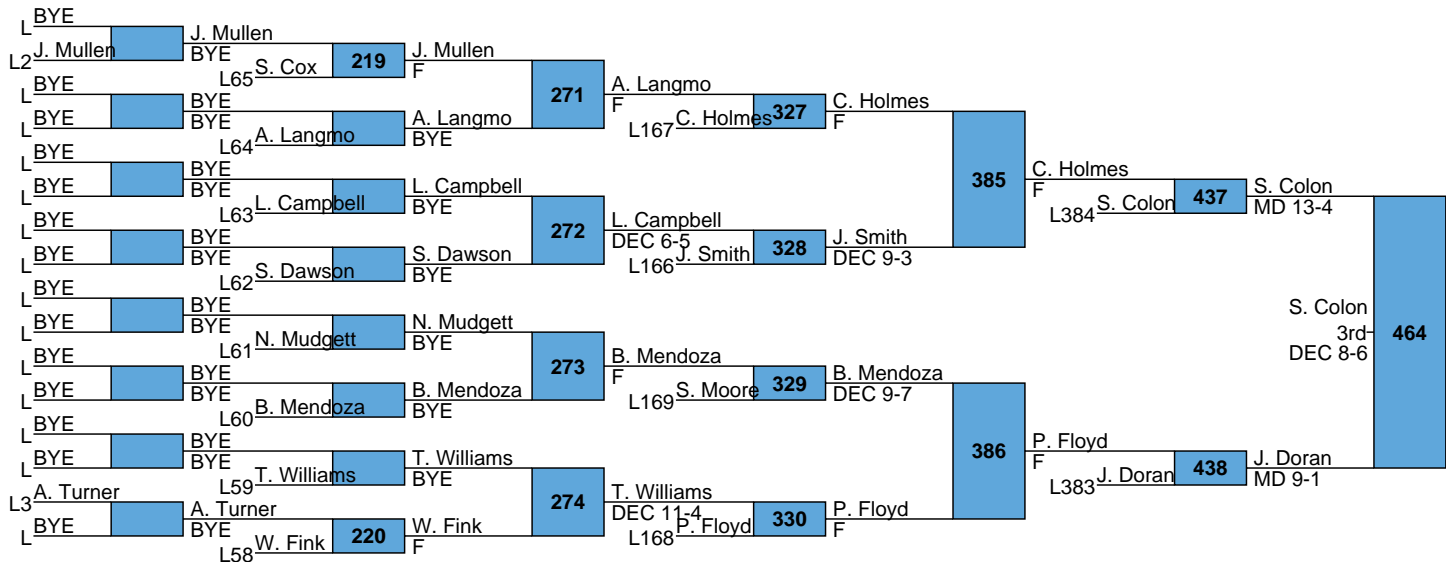 BYE
L
J. Mullen
L2
BYE
L
BYE
L
BYE
L
BYE
L
BYE
L
BYE
L
BYE
L
BYE
L
BYE
L
BYE
L
BYE
L
BYE
L
A. Turner
L3
BYE
L
J. Mullen
BYE
S. Cox
L65
BYE
BYE
A. Langmo
L64
BYE
BYE
L. Campbell
L63
BYE
BYE
S. Dawson
L62
BYE
BYE
N. Mudgett
L61
BYE
BYE
B. Mendoza
L60
BYE
BYE
T. Williams
L59
A. Turner
BYE
W. Fink
L58
219
220
J. Mullen
F
A. Langmo
BYE
L. Campbell
BYE
S. Dawson
BYE
N. Mudgett
BYE
B. Mendoza
BYE
T. Williams
BYE
W. Fink
F
271
272
273
274
A. Langmo
F
C. Holmes
L167
L. Campbell
DEC 6-5
J. Smith
L166
B. Mendoza
F
S. Moore
L169
T. Williams
DEC 11-4
P. Floyd
L168
327
328
329
330
C. Holmes
F
J. Smith
DEC 9-3
B. Mendoza
DEC 9-7
P. Floyd
F
385
386
C. Holmes
F
S. Colon
L384
P. Floyd
F
J. Doran
L383
437
438
S. Colon
MD 13-4
J. Doran
MD 9-1
S. Colon
3rd
DEC 8-6
464